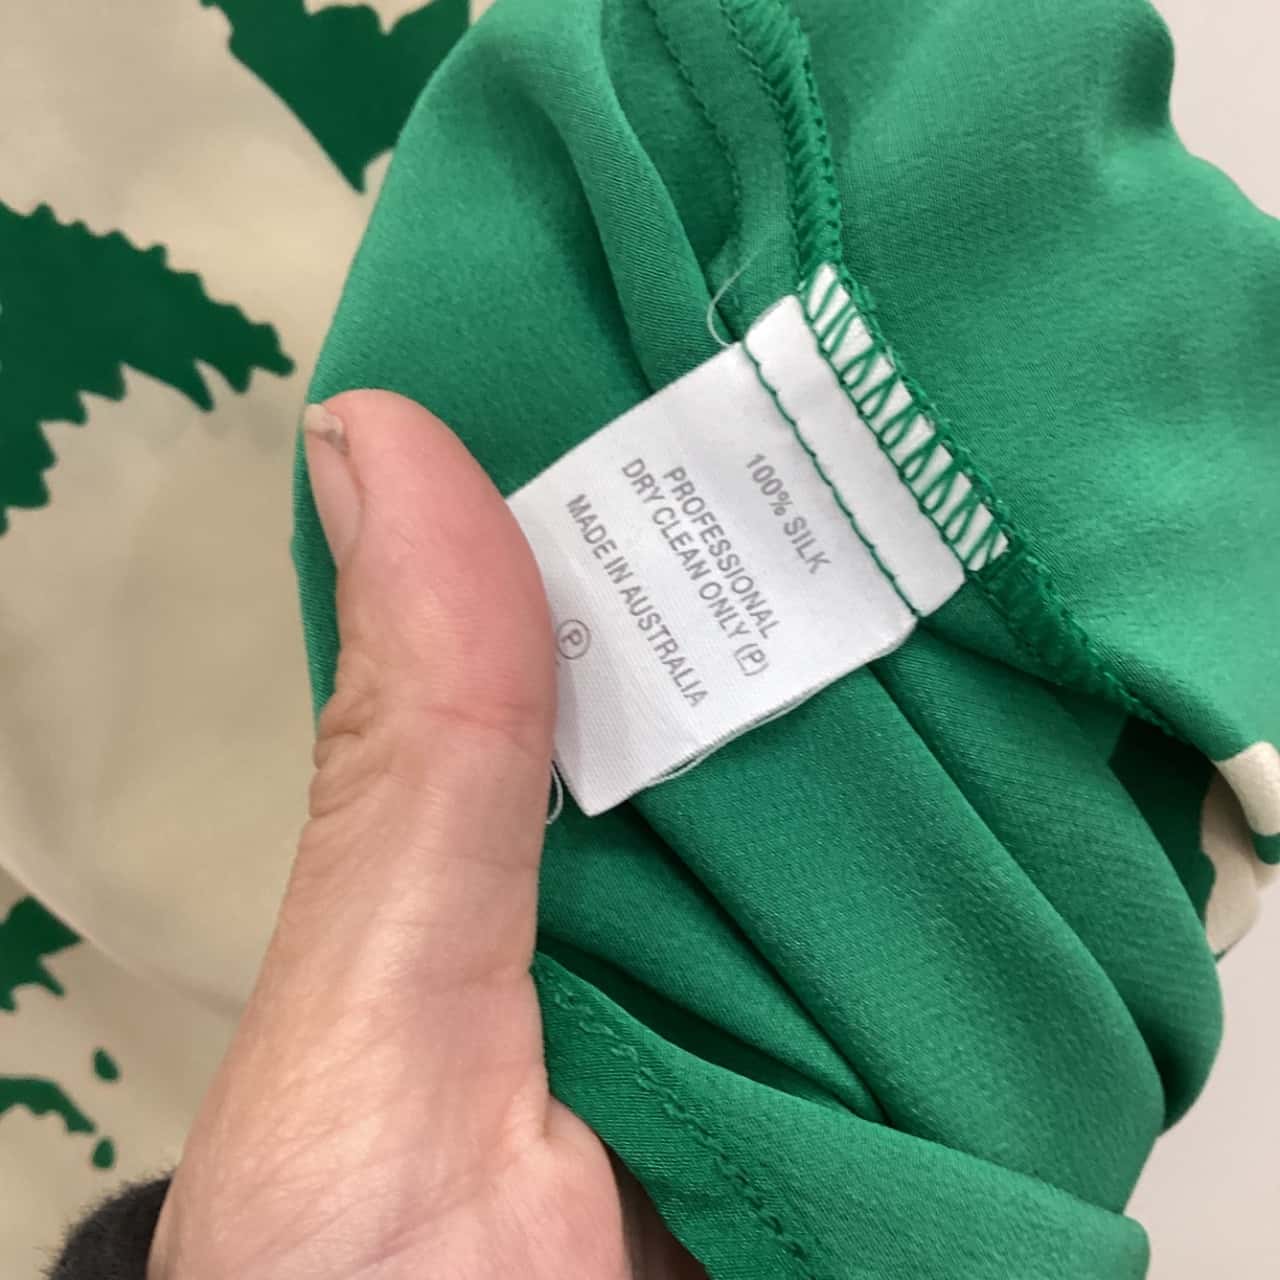 100% SILK
PROFESSIONAL
DRY CLEAN ONLY (P)
MADE IN AUSTRALIA
P